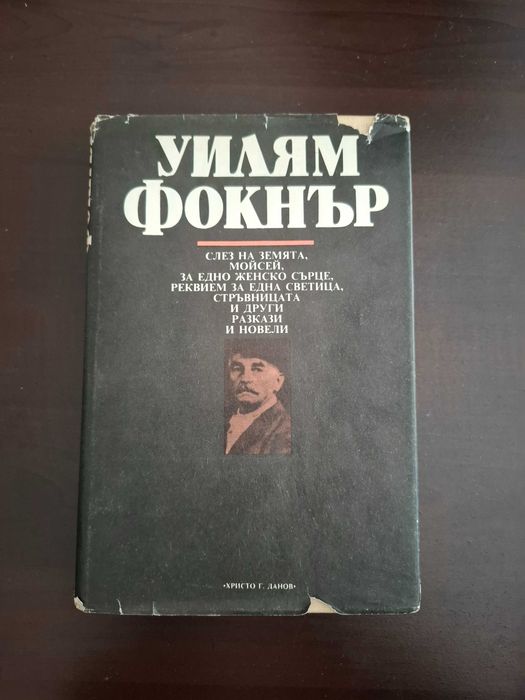 УИЛЯМ
ФОКНЪР
СЛЕЗ НА ЗЕМЯТА,
МОЙСЕЙ,
ЗА ЕДНО ЖЕНСКО СЪРЦЕ,
РЕКВИЕМ ЗА ЕДНА СВЕТИЦА,
СТРЪВНИЦАТА
И ДРУГИ
РАЗКАЗИ
И НОВЕЛИ
«ХРИСТО Г. ДАНОВ»